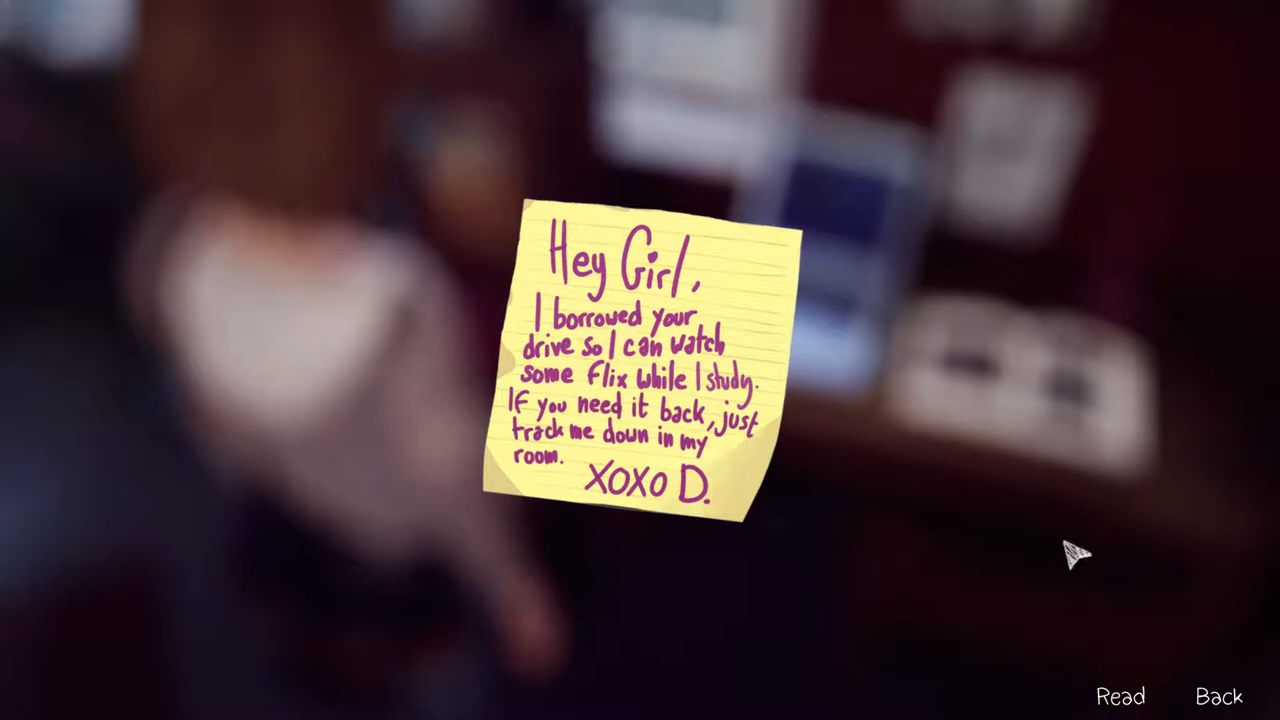 Hey Girl,
I borrowed your
drive so I can watch
some Flix while I study.
If you need it back, just
track me down in my
room.
XOXO D.
Read
Back